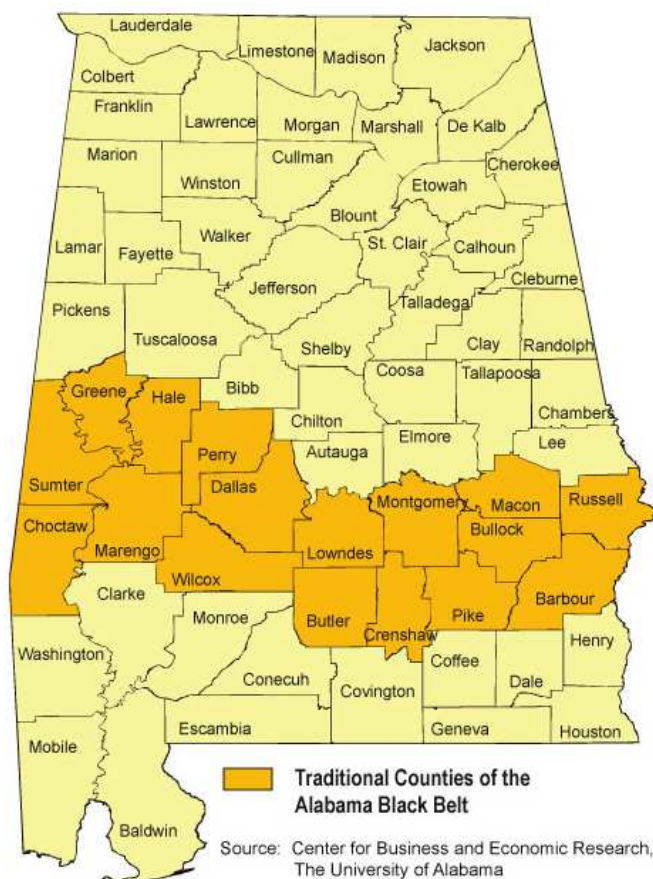 Lauderdale
Limestone
Madison
Jackson
Colbert
Franklin
Lawrence
Morgan
Marshall
De Kalb
Marion
Winston
Cullman
Cherokee
Etowah
Blount
Lamar
Fayette
Walker
St. Clair
Calhoun
Cleburne
Jefferson
Talladega
Pickens
Tuscaloosa
Shelby
Clay
Randolph
Greene
Hale
Bibb
Coosa
Tallapoosa
Chilton
Chambers
Perry
Autauga
Elmore
Lee
Sumter
Dallas
Montgomery
Macon
Russell
Choctaw
Marengo
Lowndes
Bullock
Wilcox
Clarke
Monroe
Butler
Crenshaw
Pike
Barbour
Washington
Conecuh
Covington
Coffee
Dale
Henry
Escambia
Geneva
Houston
Mobile
Baldwin
Traditional Counties of the
Alabama Black Belt
Source: Center for Business and Economic Research,
The University of Alabama